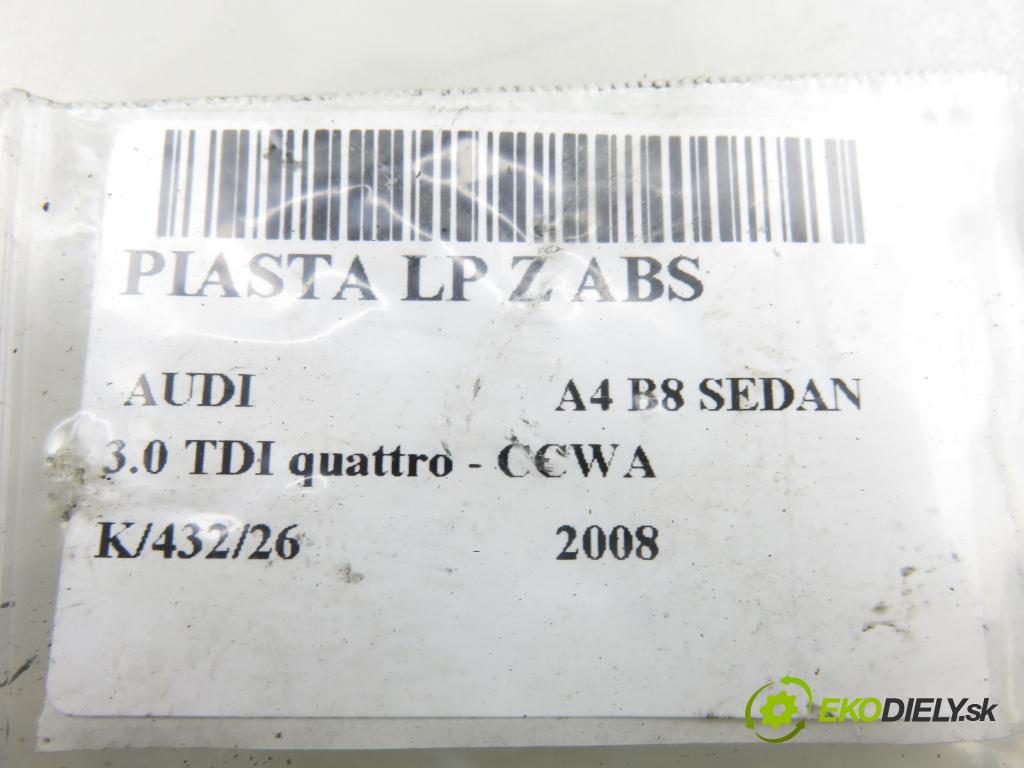 PIASTA LP Z ABS
AUDI A4 B8 SEDAN
3.0 TDI quattro - CCWA
K/432/26 2008
EKODIELY.sk